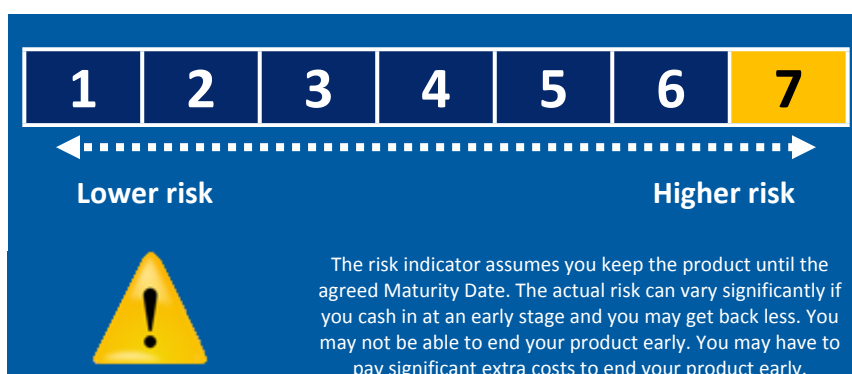 1 2 3 4 5 6 7
Lower risk Higher risk
!
The risk indicator assumes you keep the product until the
agreed Maturity Date. The actual risk can vary significantly if
you cash in at an early stage and you may get back less. You
may not be able to end your product early. You may have to
pay significant extra costs to end your product early.